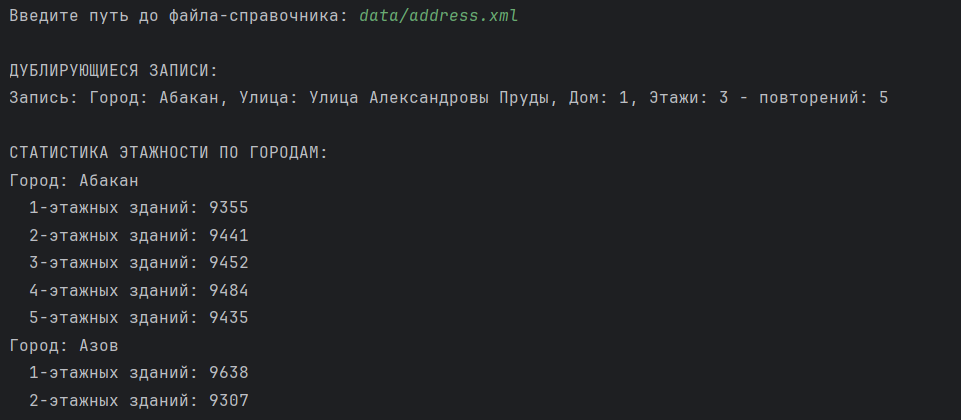 Введите путь до файла-справочника: data/address.xml
ДУБЛИРУЮЩИЕСЯ ЗАПИСИ:
Запись: Город: Абакан, Улица: Улица Александровы Пруды, Дом: 1, Этажи: 3 - повторений: 5
СТАТИСТИКА ЭТАЖНОСТИ ПО ГОРОДАМ:
Город: Абакан
1-этажных зданий: 9355
2-этажных зданий: 9441
3-этажных зданий: 9452
4-этажных зданий: 9484
5-этажных зданий: 9435
Город: Азов
1-этажных зданий: 9638
2-этажных зданий: 9307